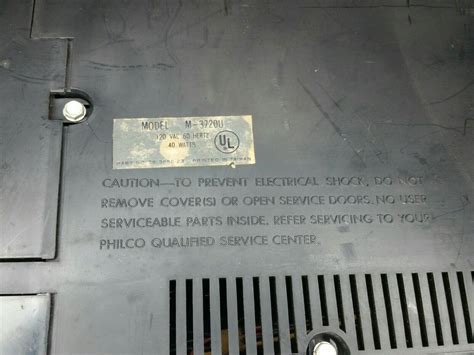 MODEL M-3720U
120 VAC 60 HERTZ
40 WATTS
UL
PRINTED IN TAIWAN
CAUTION—TO PREVENT ELECTRICAL SHOCK, DO NOT
REMOVE COVER(S) OR OPEN SERVICE DOORS. NO USER
SERVICEABLE PARTS INSIDE. REFER SERVICING TO YOUR
PHILCO QUALIFIED SERVICE CENTER.